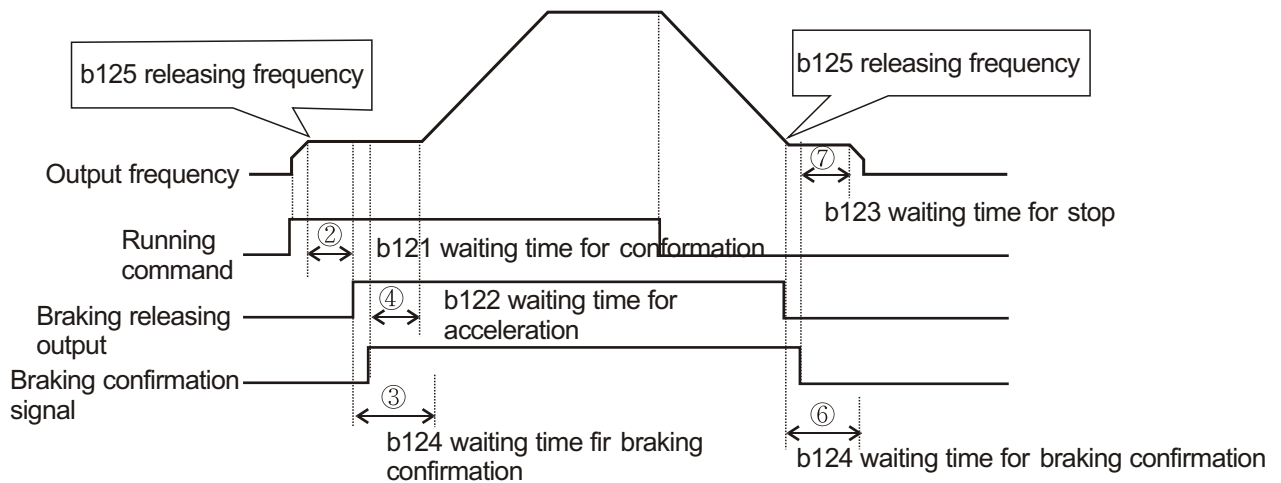 b125 releasing frequency
b125 releasing frequency
Output frequency
⑦
b123 waiting time for stop
Running
command
②
b121 waiting time for conformation
Braking releasing
output
④
b122 waiting time for
acceleration
Braking confirmation
signal
③
b124 waiting time fir braking
confirmation
⑥
b124 waiting time for braking confirmation